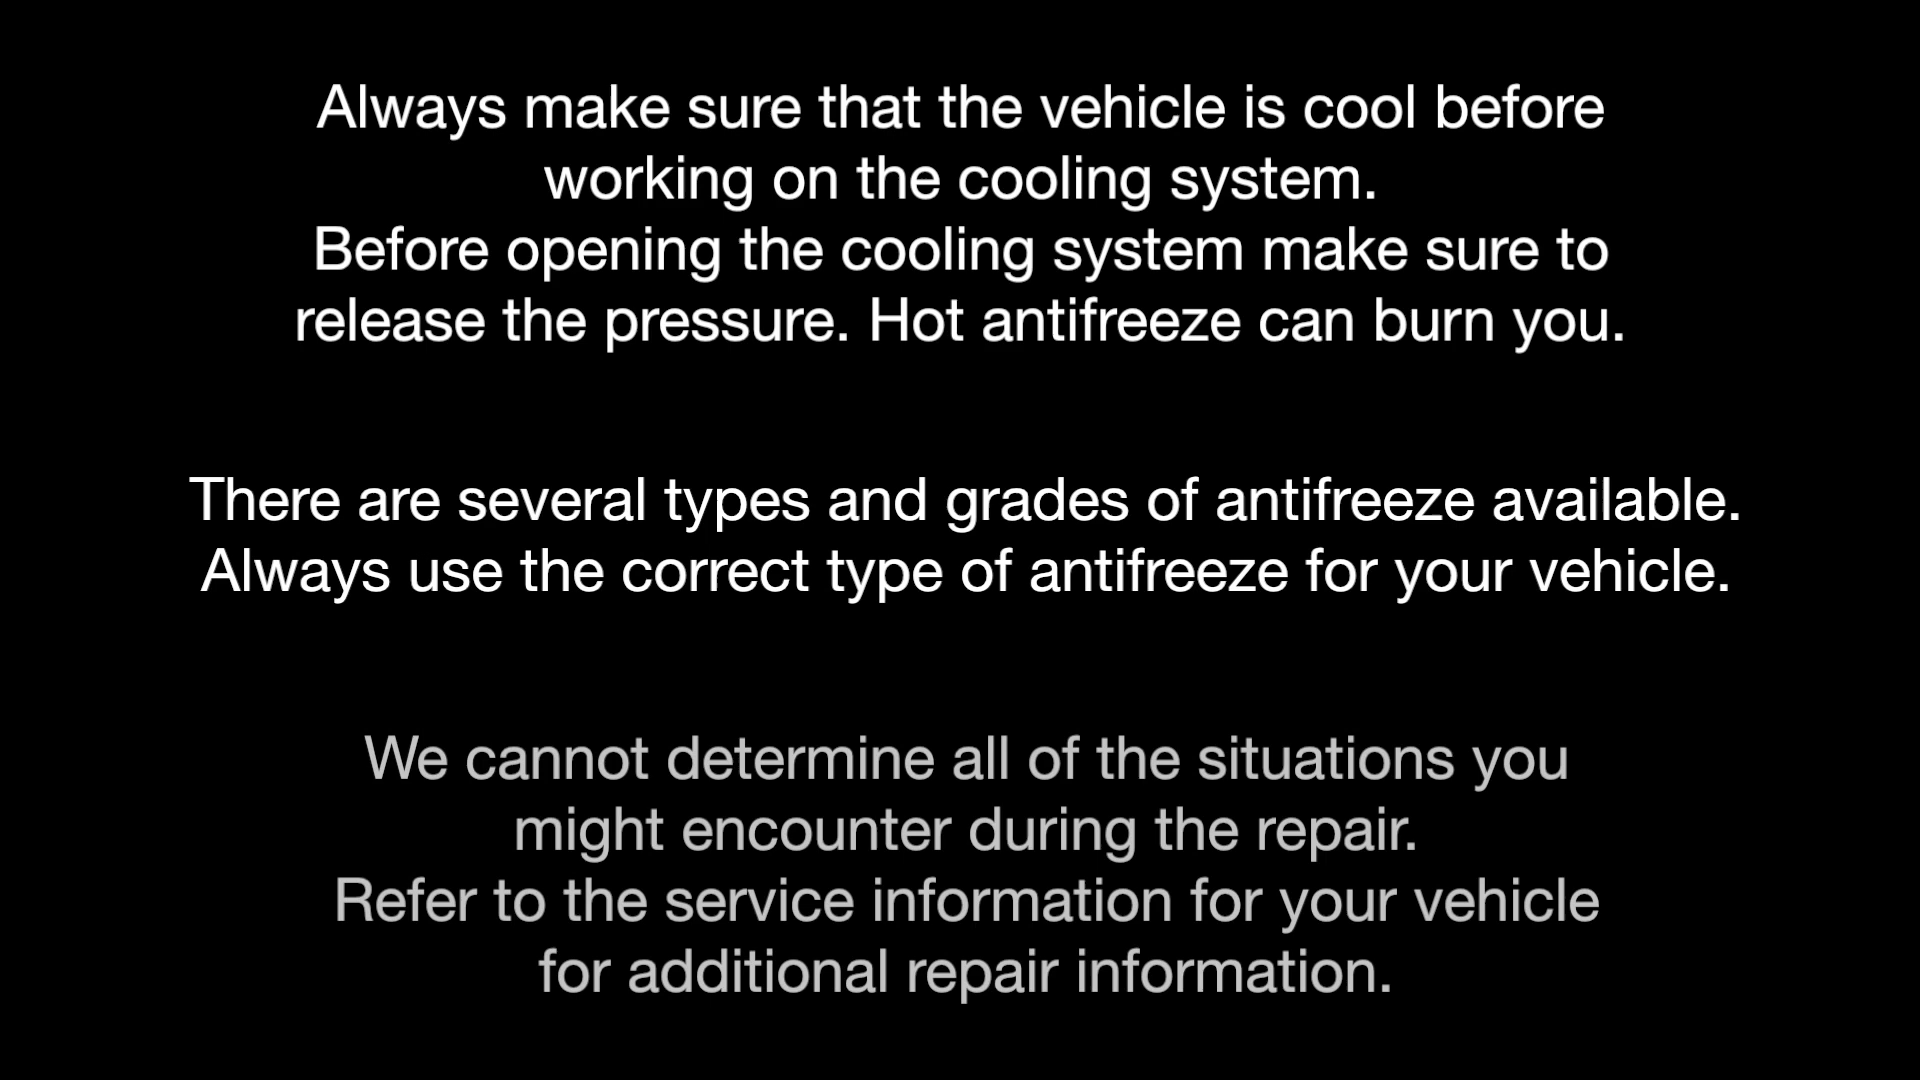 Always make sure that the vehicle is cool before
working on the cooling system.
Before opening the cooling system make sure to
release the pressure. Hot antifreeze can burn you.
There are several types and grades of antifreeze available.
Always use the correct type of antifreeze for your vehicle.
We cannot determine all of the situations you
might encounter during the repair.
Refer to the service information for your vehicle
for additional repair information.